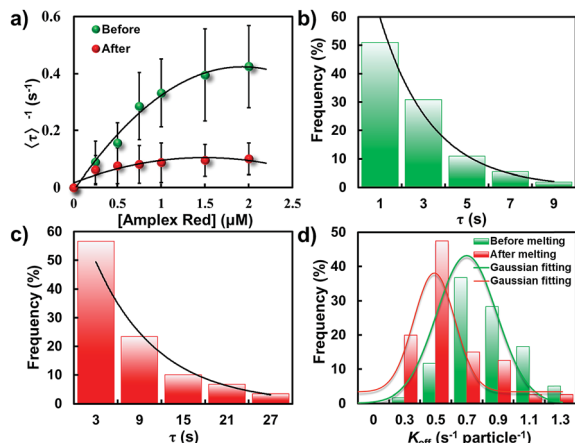 a)
Before
After
⟨τ⟩ ⁻¹ (s⁻¹)
0.6
0.4
0.2
0
0 0.5 1 1.5 2 2.5
[Amplex Red] (µM)
b)
Frequency (%)
60
50
40
30
20
10
0
1 3 5 7 9
τ (s)
c)
Frequency (%)
60
50
40
30
20
10
0
3 9 15 21 27
τ (s)
d)
Before melting
After melting
Gaussian fitting
Gaussian fitting
Frequency (%)
50
40
30
20
10
0
0 0.3 0.5 0.7 0.9 1.1 1.3
K_eff (s⁻¹ particle⁻¹)